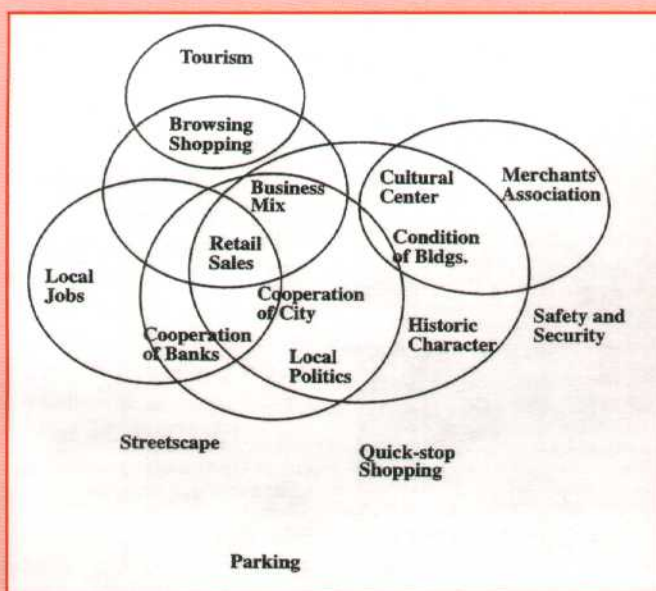 Tourism
Browsing
Shopping
Business
Mix
Cultural
Center
Merchants
Association
Retail
Sales
Condition
of Bldgs.
Local
Jobs
Cooperation
of City
Cooperation
of Banks
Local
Politics
Historic
Character
Safety and
Security
Streetscape
Quick-stop
Shopping
Parking